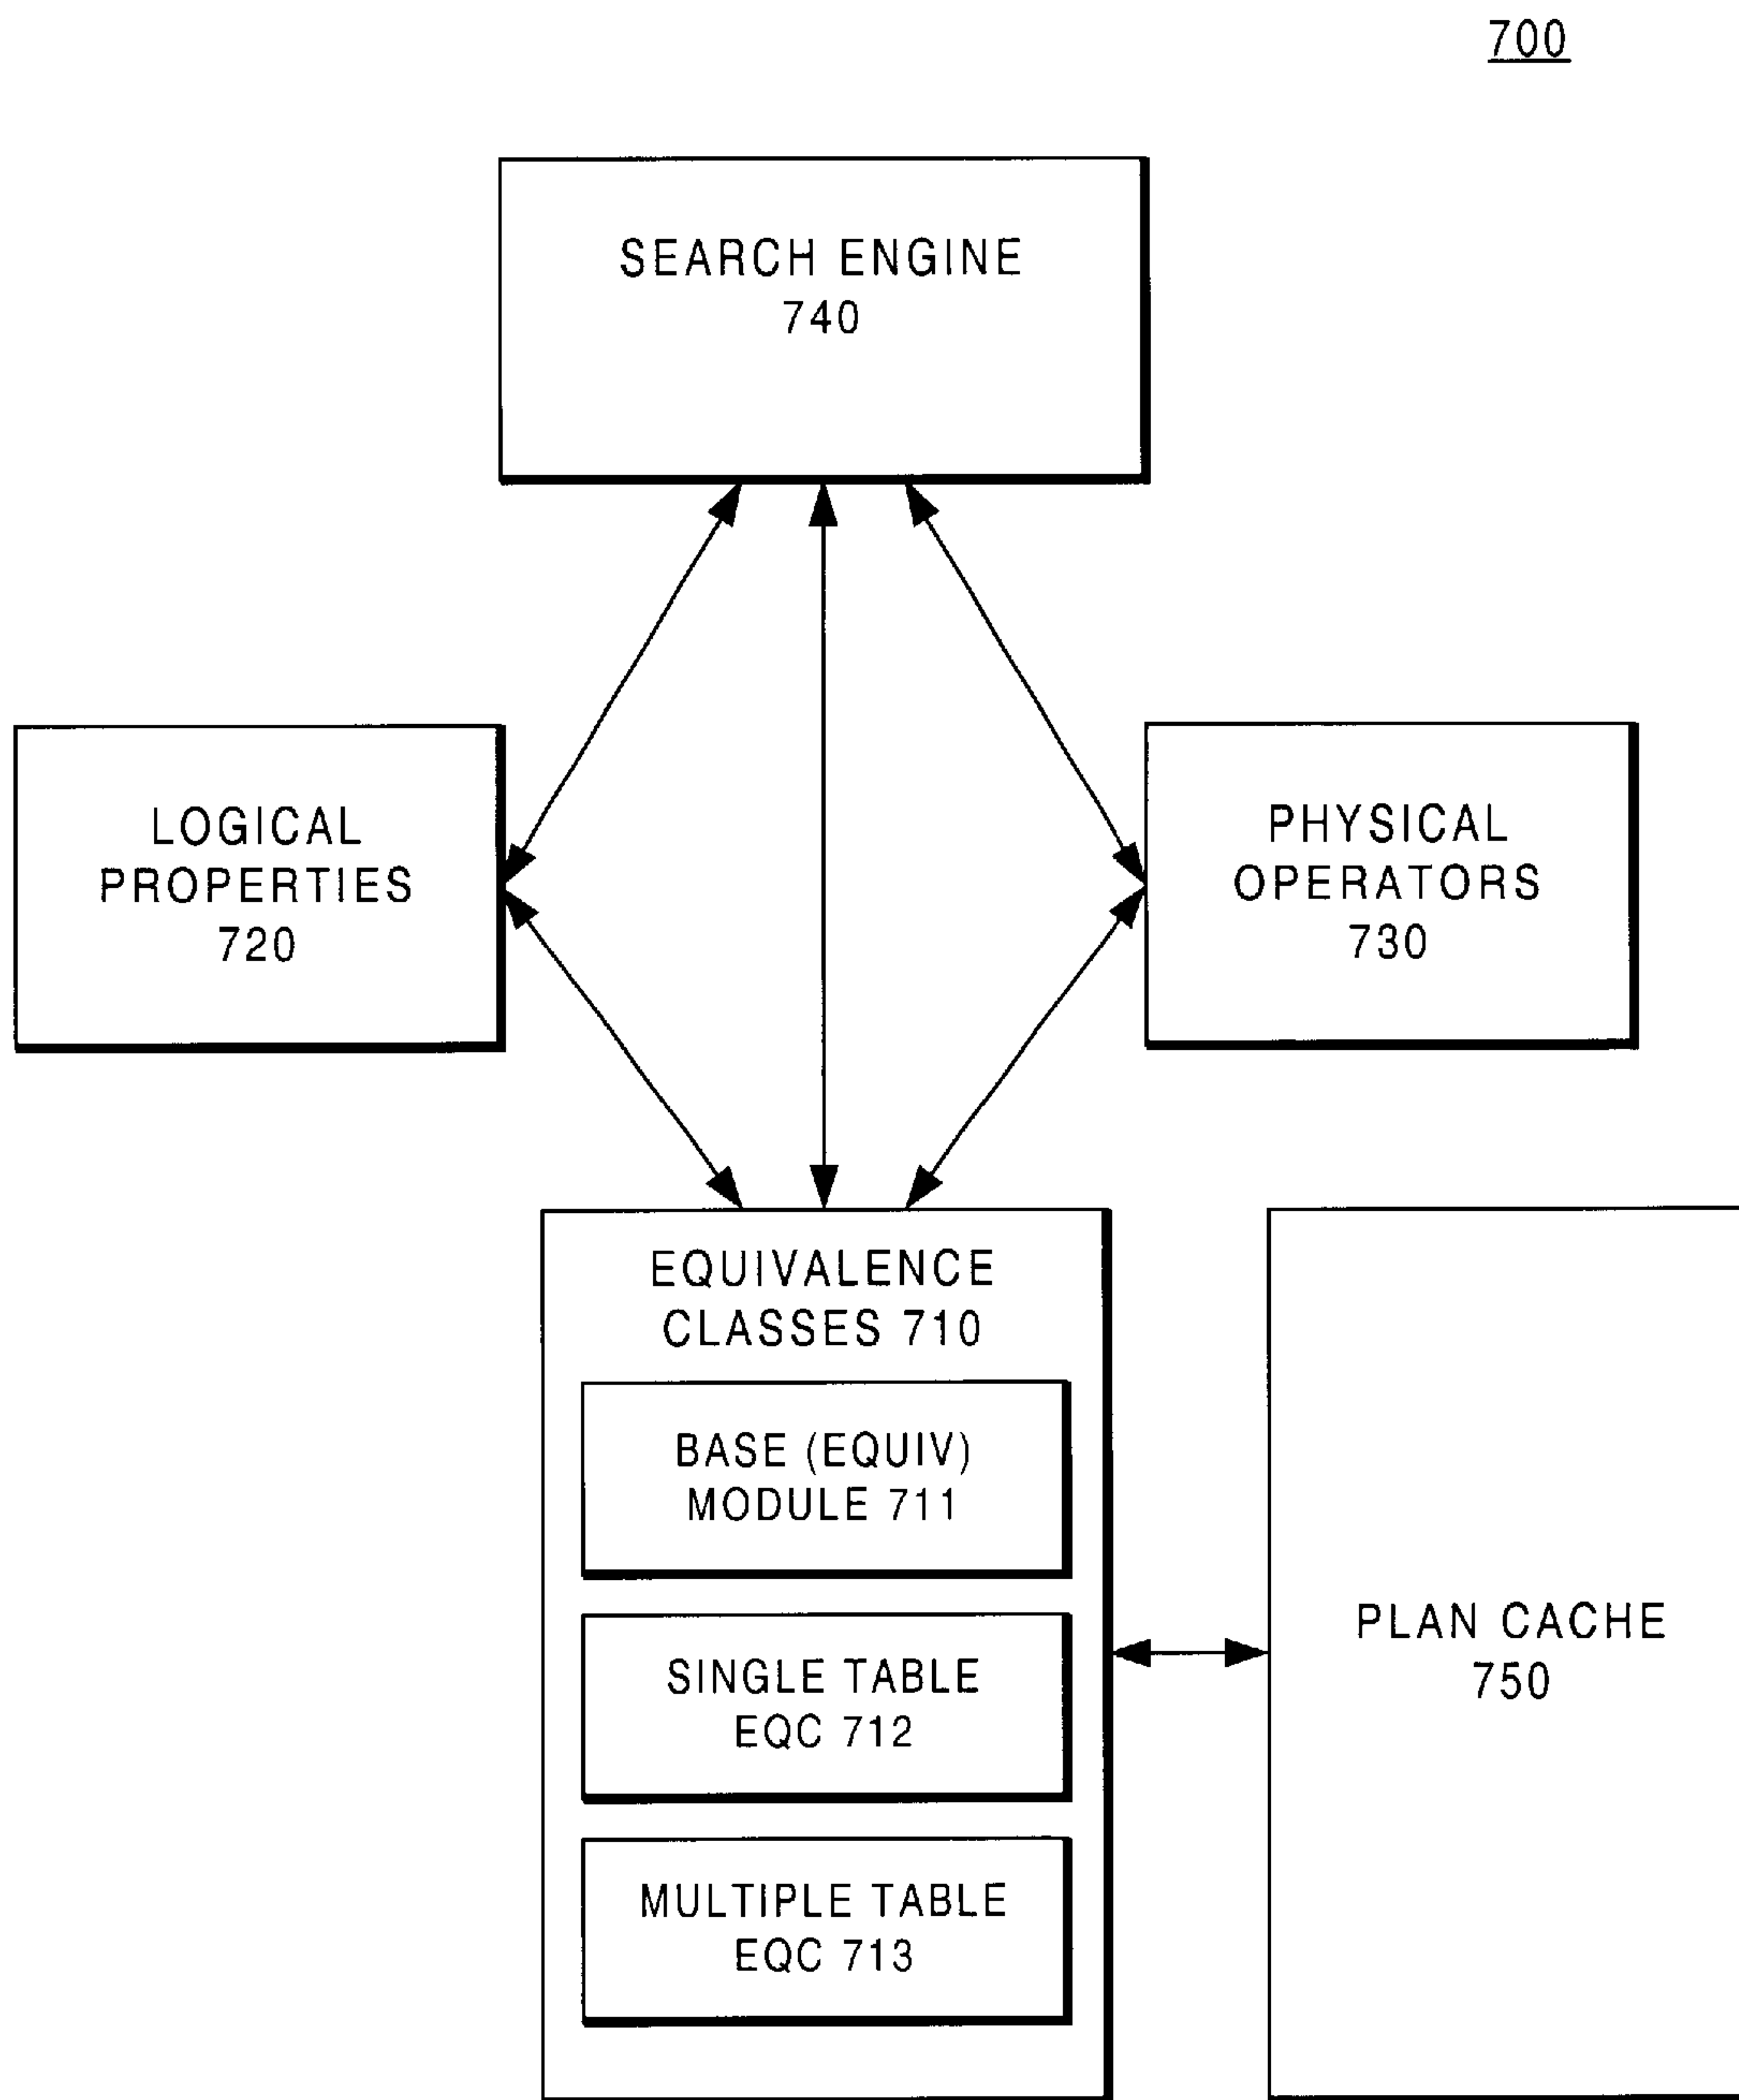 700
SEARCH ENGINE
740
LOGICAL
PROPERTIES
720
PHYSICAL
OPERATORS
730
EQUIVALENCE
CLASSES 710
BASE (EQUIV)
MODULE 711
SINGLE TABLE
EQC 712
MULTIPLE TABLE
EQC 713
PLAN CACHE
750